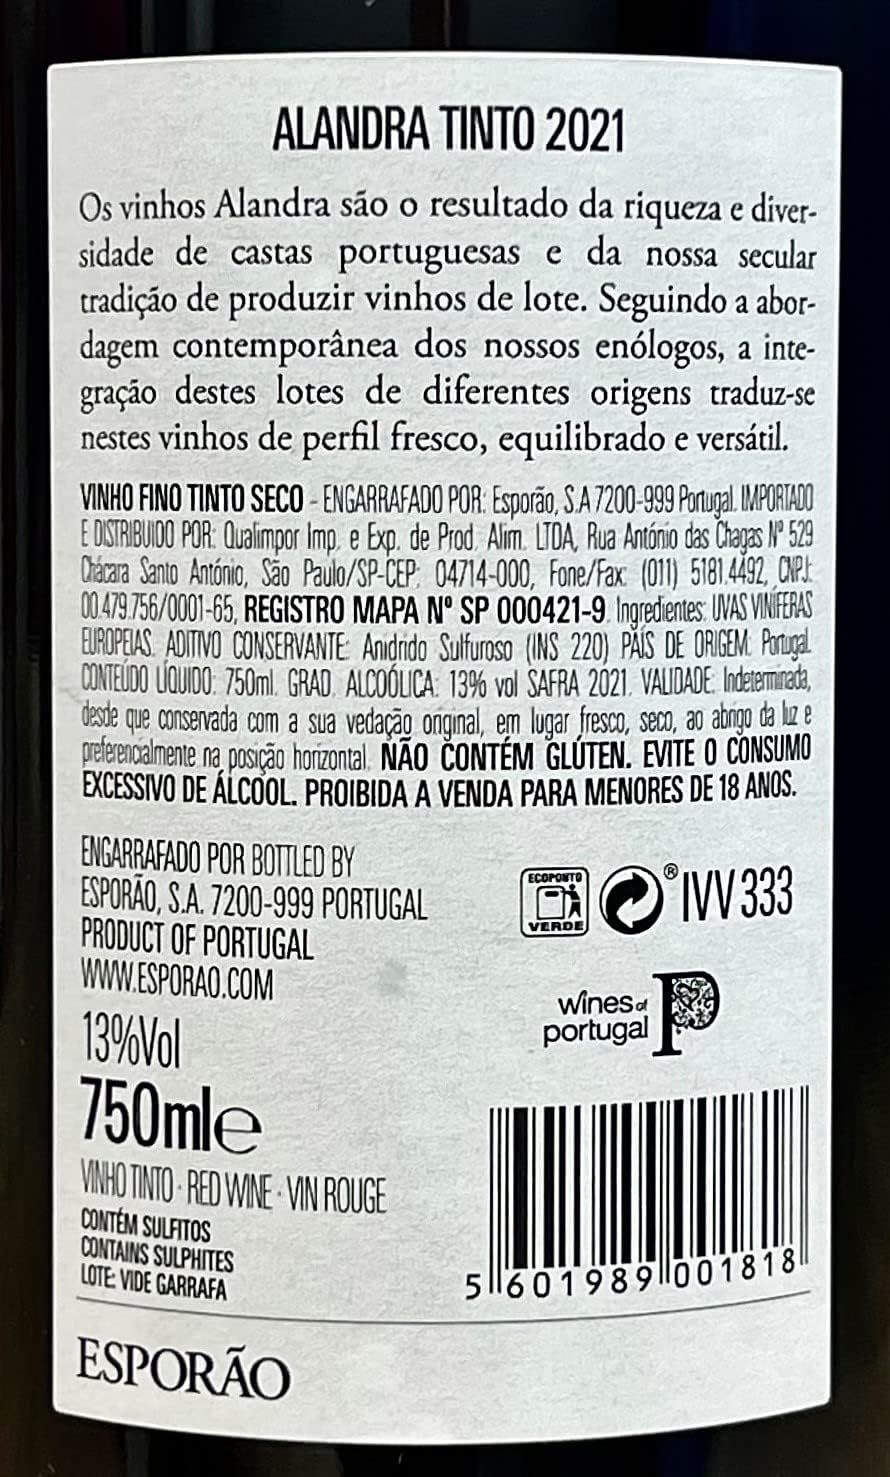 ALANDRA TINTO 2021
Os vinhos Alandra são o resultado da riqueza e diver-
sidade de castas portuguesas e da nossa secular
tradição de produzir vinhos de lote. Seguindo a abor-
dagem contemporânea dos nossos enólogos, a inte-
gração destes lotes de diferentes origens traduz-se
nestes vinhos de perfil fresco, equilibrado e versátil.
VINHO FINO TINTO SECO - ENGARRAFADO POR: Esporão, S.A 7200-999 Portugal. IMPORTADO
E DISTRIBUIDO POR: Qualimpor Imp. e Exp. de Prod. Alim. LTDA, Rua António das Chagas Nº 529
Chácara Santo António, São Paulo/SP-CEP: 04714-000, Fone/Fax: (011) 5181.4492, CNPJ:
00.479.756/0001-65, REGISTRO MAPA Nº SP 000421-9. Ingredientes: UVAS VINÍFERAS
EUROPEIAS. ADITIVO CONSERVANTE: Anidrido Sulfuroso (INS 220) PAÍS DE ORIGEM: Portugal.
CONTEÚDO LÍQUIDO: 750ml. GRAD. ALCOÓLICA: 13% vol SAFRA 2021. VALIDADE: Indeterminada,
desde que conservada com a sua vedação original, em lugar fresco, seco, ao abrigo da luz e
preferencialmente na posição horizontal. NÃO CONTÉM GLÚTEN. EVITE O CONSUMO
EXCESSIVO DE ÁLCOOL. PROIBIDA A VENDA PARA MENORES DE 18 ANOS.
ENGARRAFADO POR BOTTLED BY
ESPORÃO, S.A. 7200-999 PORTUGAL
PRODUCT OF PORTUGAL
WWW.ESPORAO.COM
13%Vol
750mle
VINHO TINTO · RED WINE · VIN ROUGE
CONTÉM SULFITOS
CONTAINS SULPHITES
LOTE: VIDE GARRAFA
ECOPONTO
VERDE
® IVV 333
wines of
portugal P
5 601989 001818
ESPORÃO